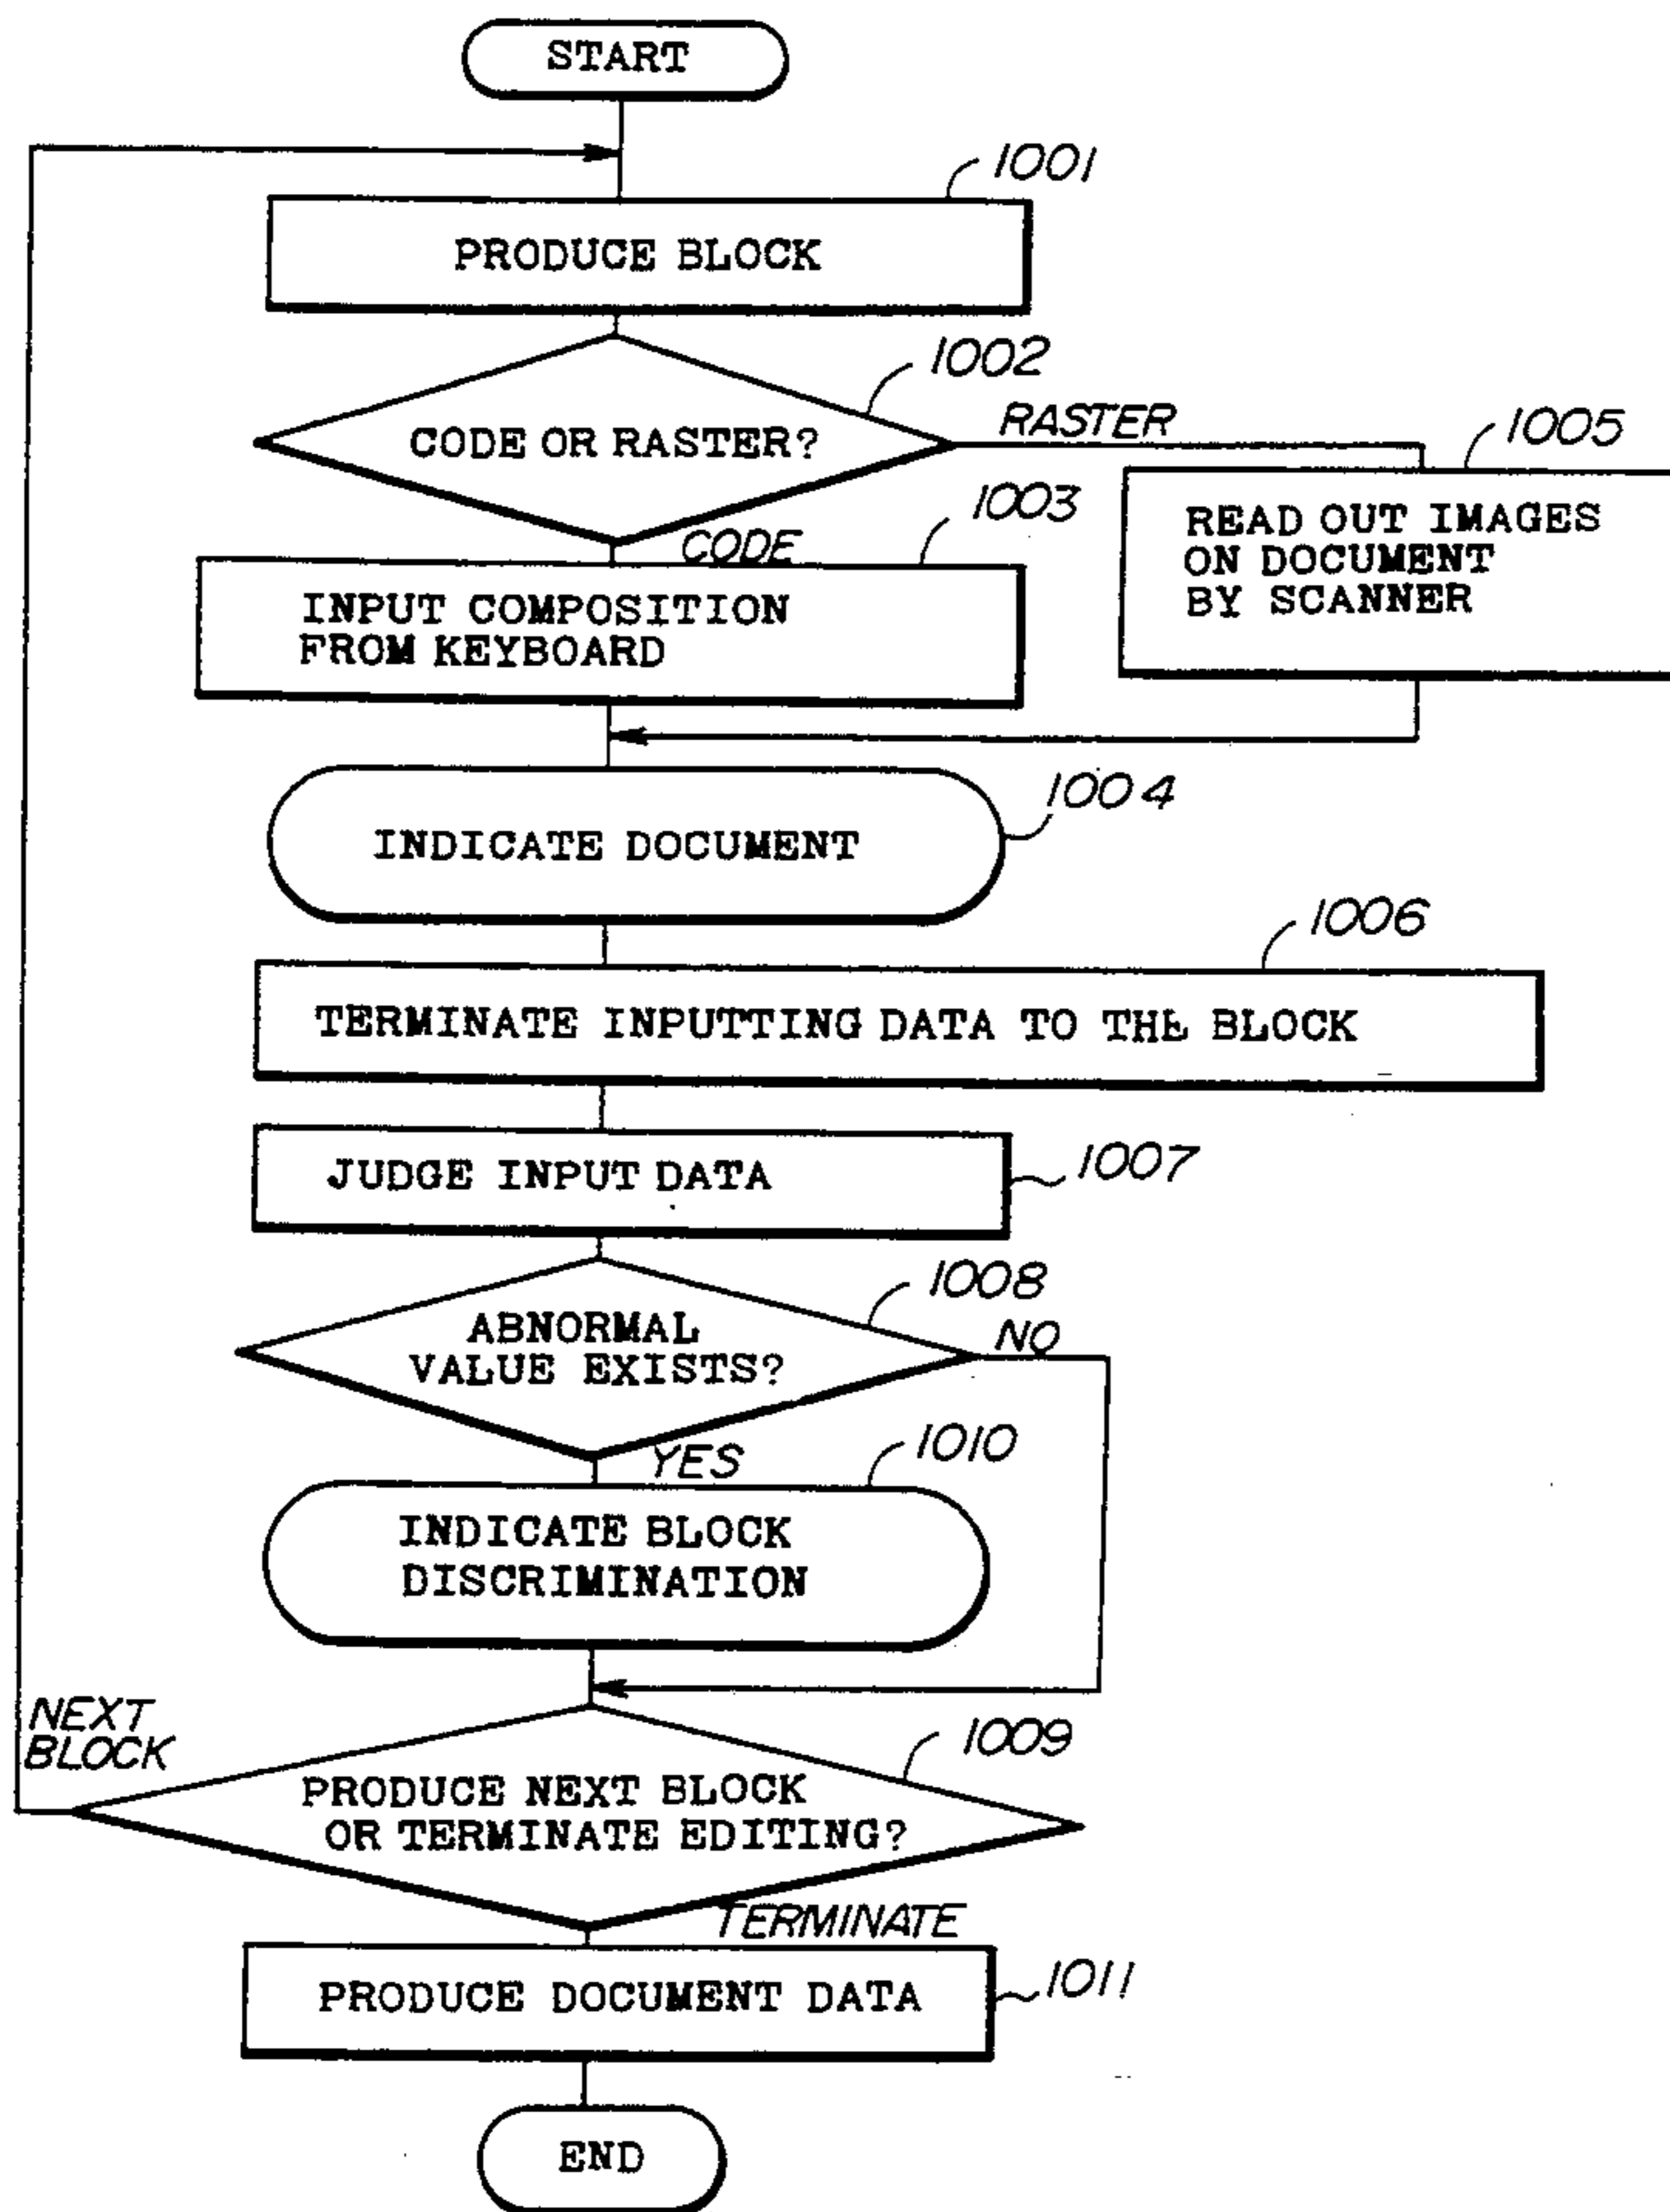 START
1001
PRODUCE BLOCK
1002
CODE OR RASTER?
RASTER
1005
READ OUT IMAGES
ON DOCUMENT
BY SCANNER
CODE
1003
INPUT COMPOSITION
FROM KEYBOARD
1004
INDICATE DOCUMENT
1006
TERMINATE INPUTTING DATA TO THE BLOCK
1007
JUDGE INPUT DATA
1008
ABNORMAL
VALUE EXISTS?
NO
YES
1010
INDICATE BLOCK
DISCRIMINATION
NEXT
BLOCK
1009
PRODUCE NEXT BLOCK
OR TERMINATE EDITING?
TERMINATE
PRODUCE DOCUMENT DATA
1011
END